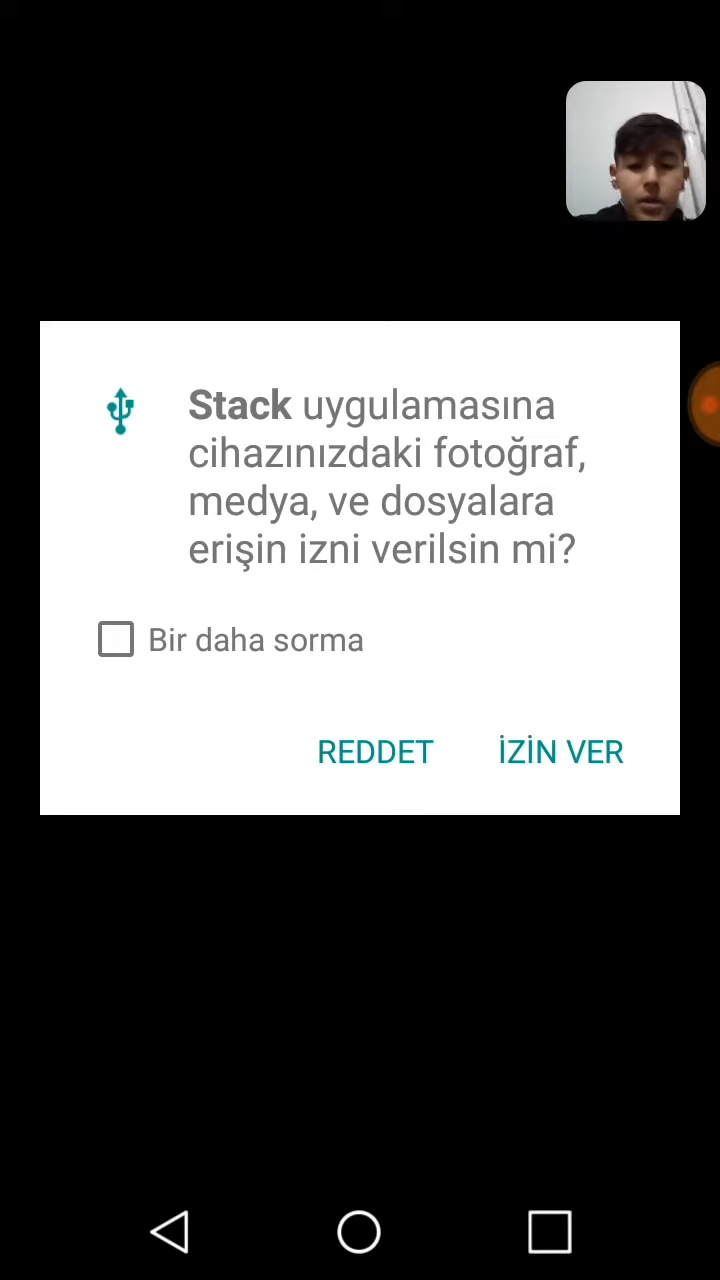 Stack uygulamasına
cihazınızdaki fotoğraf,
medya, ve dosyalara
erişin izni verilsin mi?
Bir daha sorma
REDDET
İZİN VER